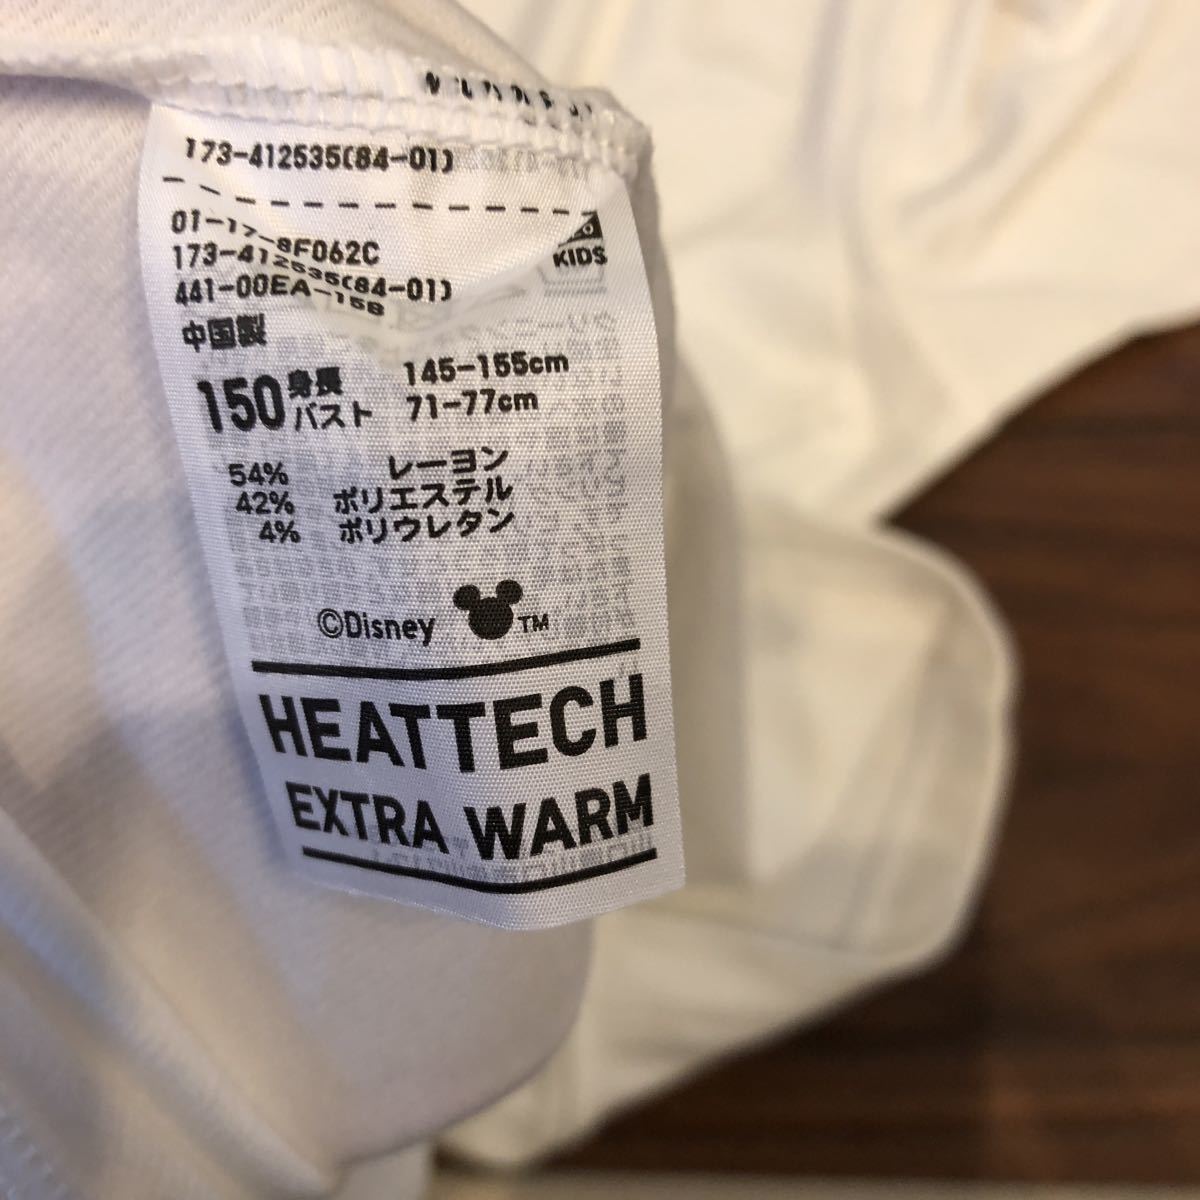 173-412535(84-01)
01-17-8F062C
173-412535(84-01)
441-00EA-158
KIDS
中国製
150 身長 145-155cm
バスト 71-77cm
54% レーヨン
42% ポリエステル
4% ポリウレタン
©Disney TM
HEATTECH
EXTRA WARM